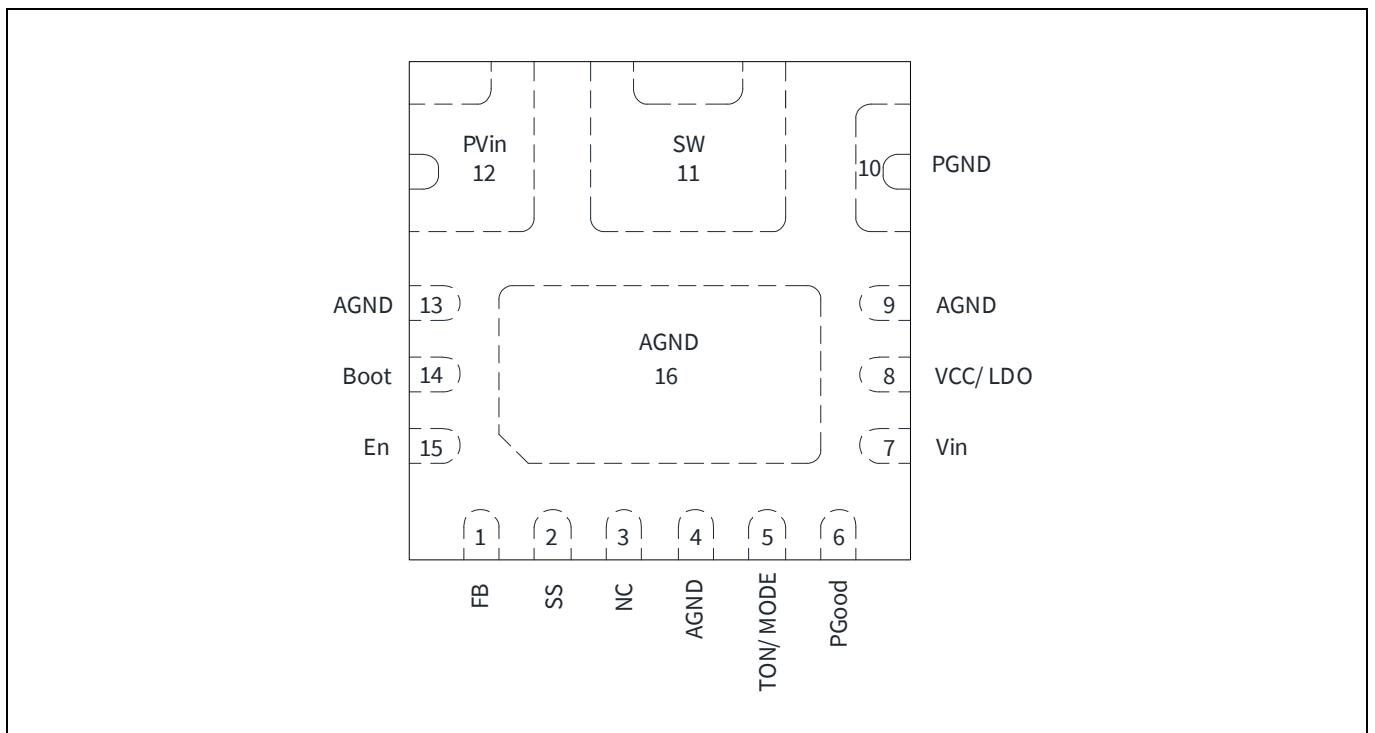 PVin
12
SW
11
10
PGND
AGND
13
9
AGND
AGND
16
Boot
14
8
VCC/ LDO
En
15
7
Vin
1
2
3
4
5
6
FB
SS
NC
AGND
TON/ MODE
PGood